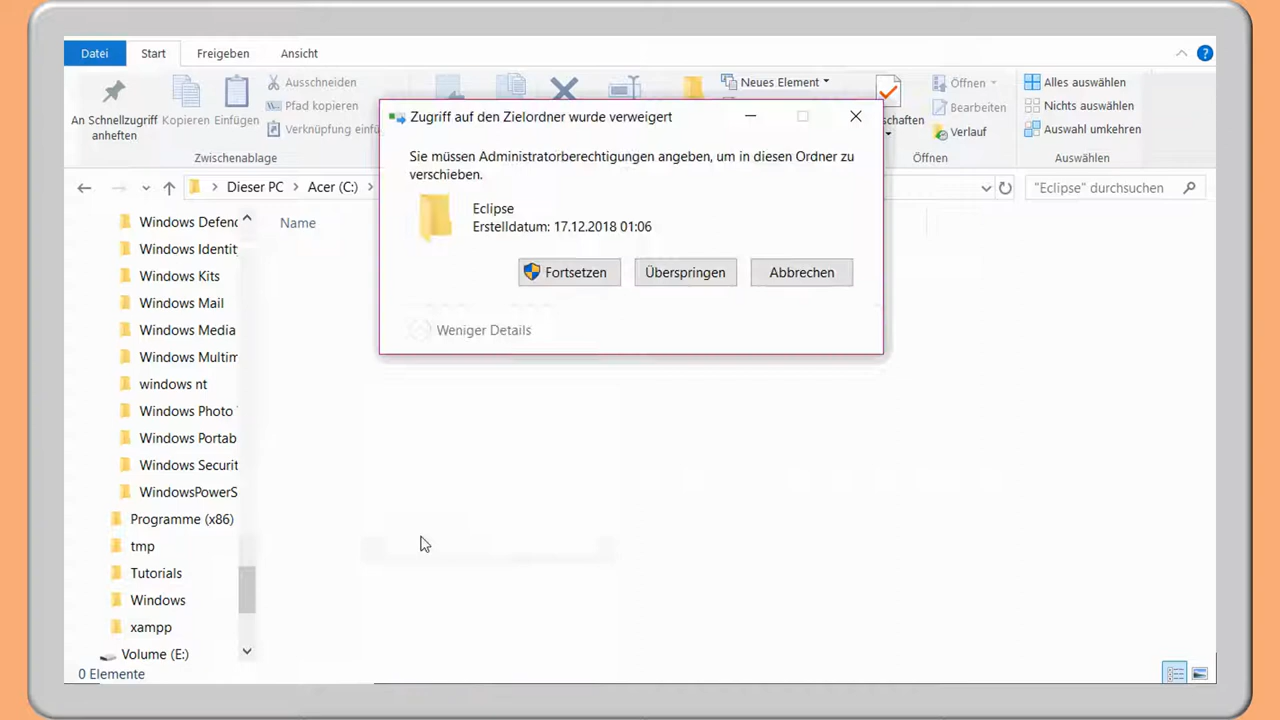 Datei Start Freigeben Ansicht
An Schnellzugriff anheften
Kopieren Einfügen
Ausschneiden
Pfad kopieren
Verknüpfung einfü
Zwischenablage
Neues Element
schaften
Öffnen
Bearbeiten
Verlauf
Öffnen
Alles auswählen
Nichts auswählen
Auswahl umkehren
Auswählen
Zugriff auf den Zielordner wurde verweigert
Sie müssen Administratorberechtigungen angeben, um in diesen Ordner zu
verschieben.
Eclipse
Erstelldatum: 17.12.2018 01:06
Fortsetzen Überspringen Abbrechen
Weniger Details
Dieser PC Acer (C:)
"Eclipse" durchsuchen
Name
Windows Defend
Windows Identit
Windows Kits
Windows Mail
Windows Media
Windows Multim
windows nt
Windows Photo
Windows Portab
Windows Securit
WindowsPowerS
Programme (x86)
tmp
Tutorials
Windows
xampp
Volume (E:)
0 Elemente